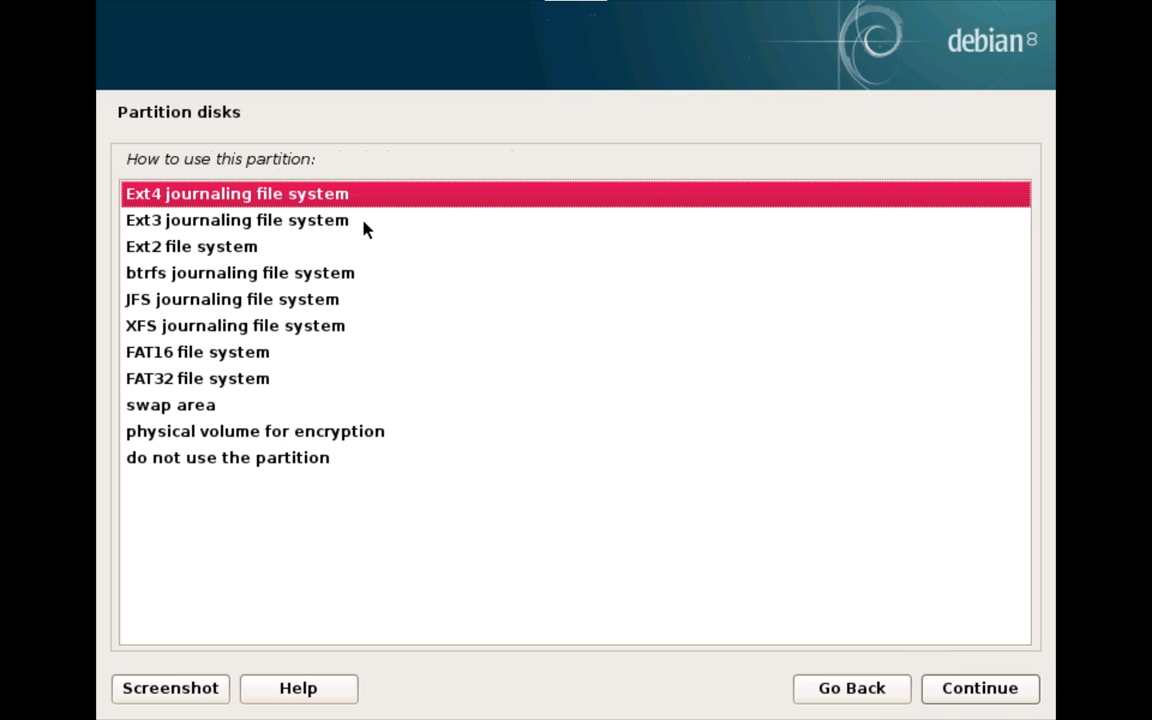 debian 8
Partition disks
How to use this partition:
Ext4 journaling file system
Ext3 journaling file system
Ext2 file system
btrfs journaling file system
JFS journaling file system
XFS journaling file system
FAT16 file system
FAT32 file system
swap area
physical volume for encryption
do not use the partition
Screenshot Help Go Back Continue